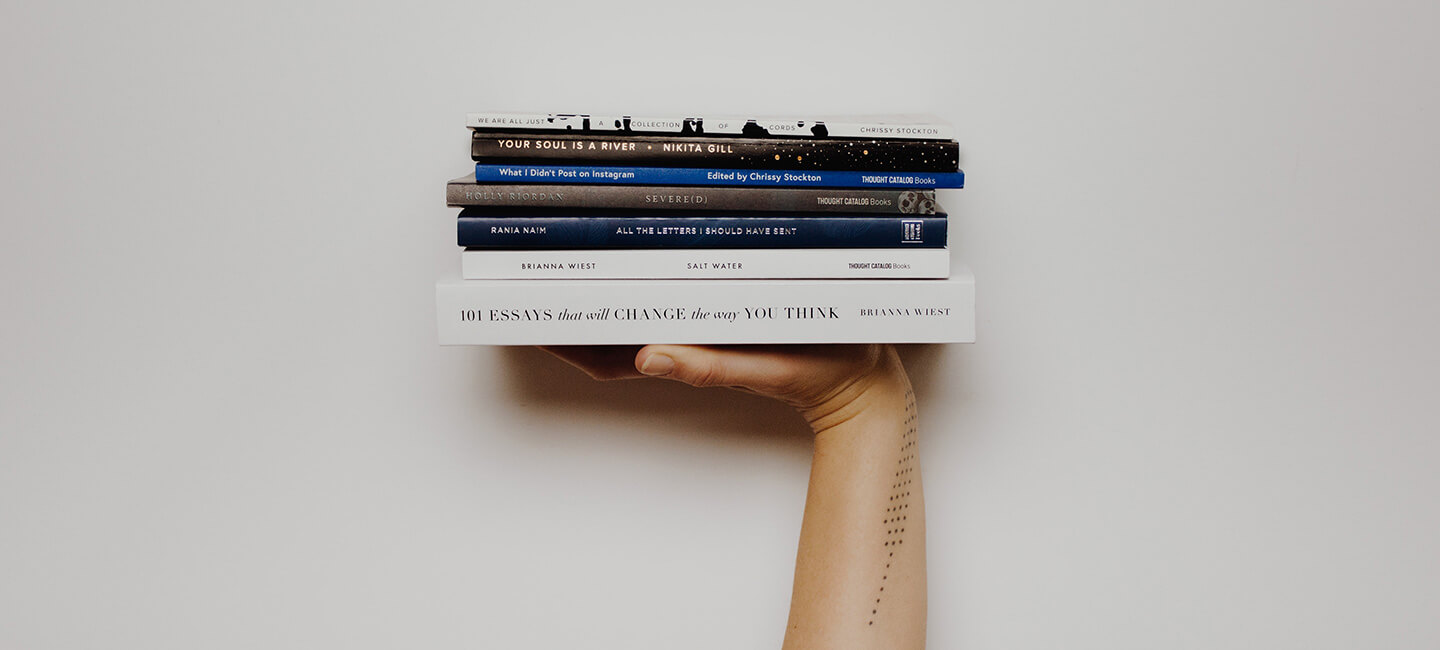 WE ARE ALL JUST A COLLECTION OF CORDS CHRISSY STOCKTON
YOUR SOUL IS A RIVER • NIKITA GILL
What I Didn't Post on Instagram Edited by Chrissy Stockton THOUGHT CATALOG Books
HOLLY RIORDAN SEVERE(D) THOUGHT CATALOG Books
RANIA NAIM ALL THE LETTERS I SHOULD HAVE SENT
BRIANNA WIEST SALT WATER THOUGHT CATALOG Books
101 ESSAYS that will CHANGE the way YOU THINK BRIANNA WIEST